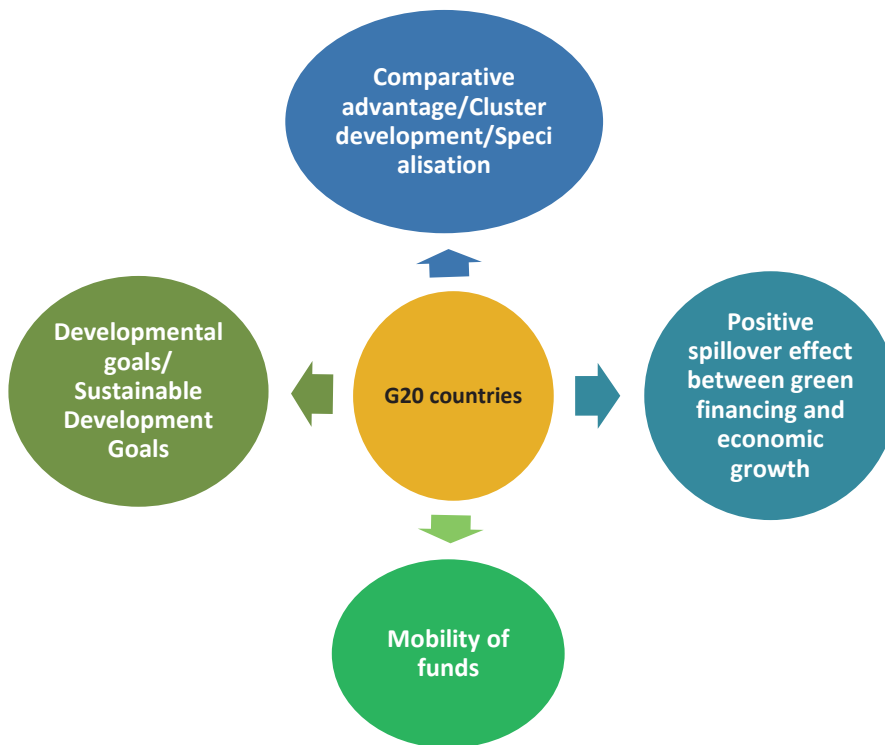 Comparative
advantage/Cluster
development/Speci
alisation
Developmental
goals/
Sustainable
Development
Goals
G20 countries
Positive
spillover effect
between green
financing and
economic
growth
Mobility of
funds